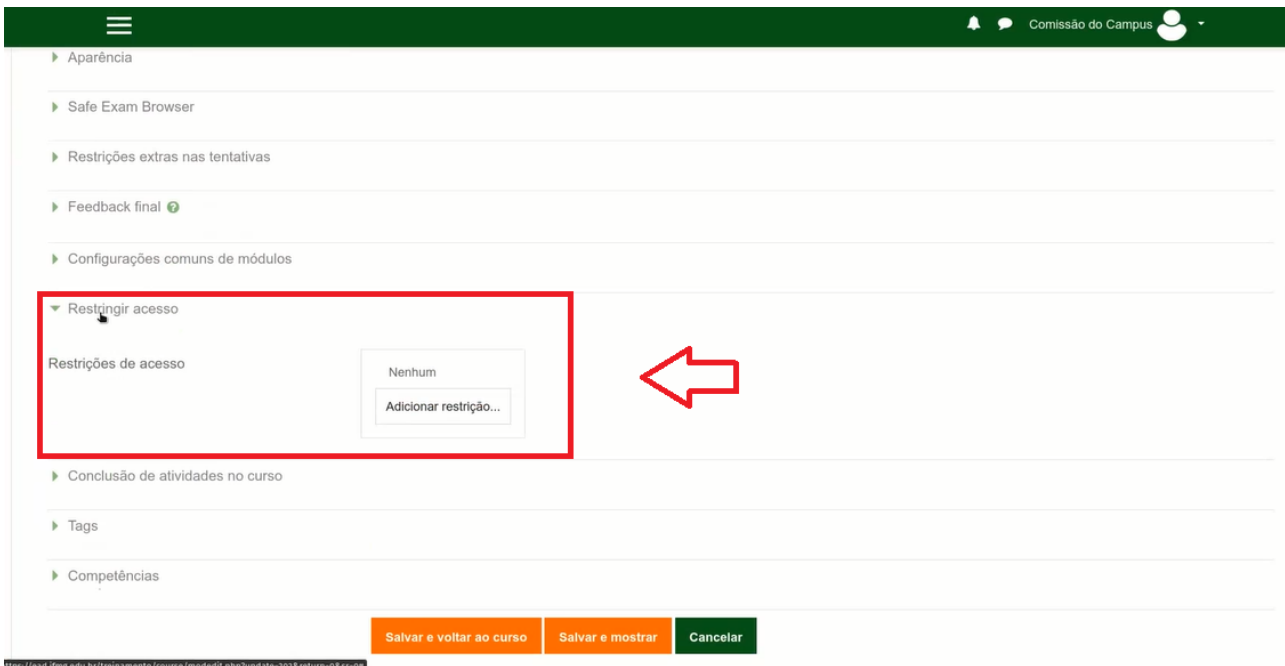 Comissão do Campus
Aparência
Safe Exam Browser
Restrições extras nas tentativas
Feedback final
Configurações comuns de módulos
Restringir acesso
Restrições de acesso
Nenhum
Adicionar restrição...
Conclusão de atividades no curso
Tags
Competências
Salvar e voltar ao curso Salvar e mostrar Cancelar